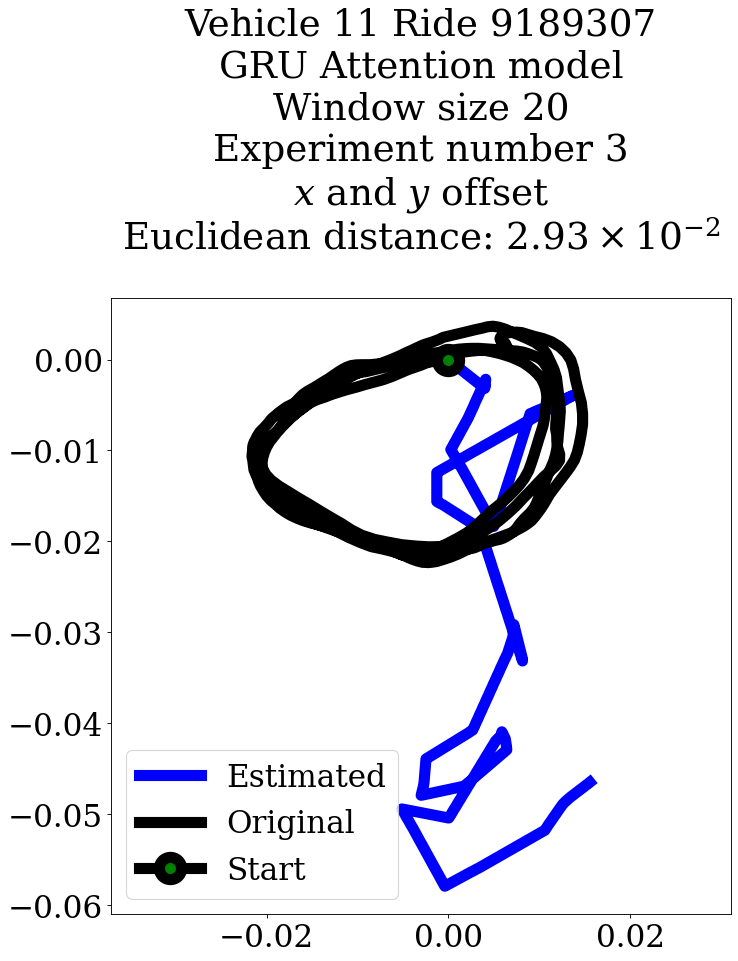 Vehicle 11 Ride 9189307
GRU Attention model
Window size 20
Experiment number 3
x and y offset
Euclidean distance: 2.93 × 10⁻²
0.00
−0.01
−0.02
−0.03
−0.04
−0.05
−0.06
Estimated
Original
Start
−0.02
0.00
0.02